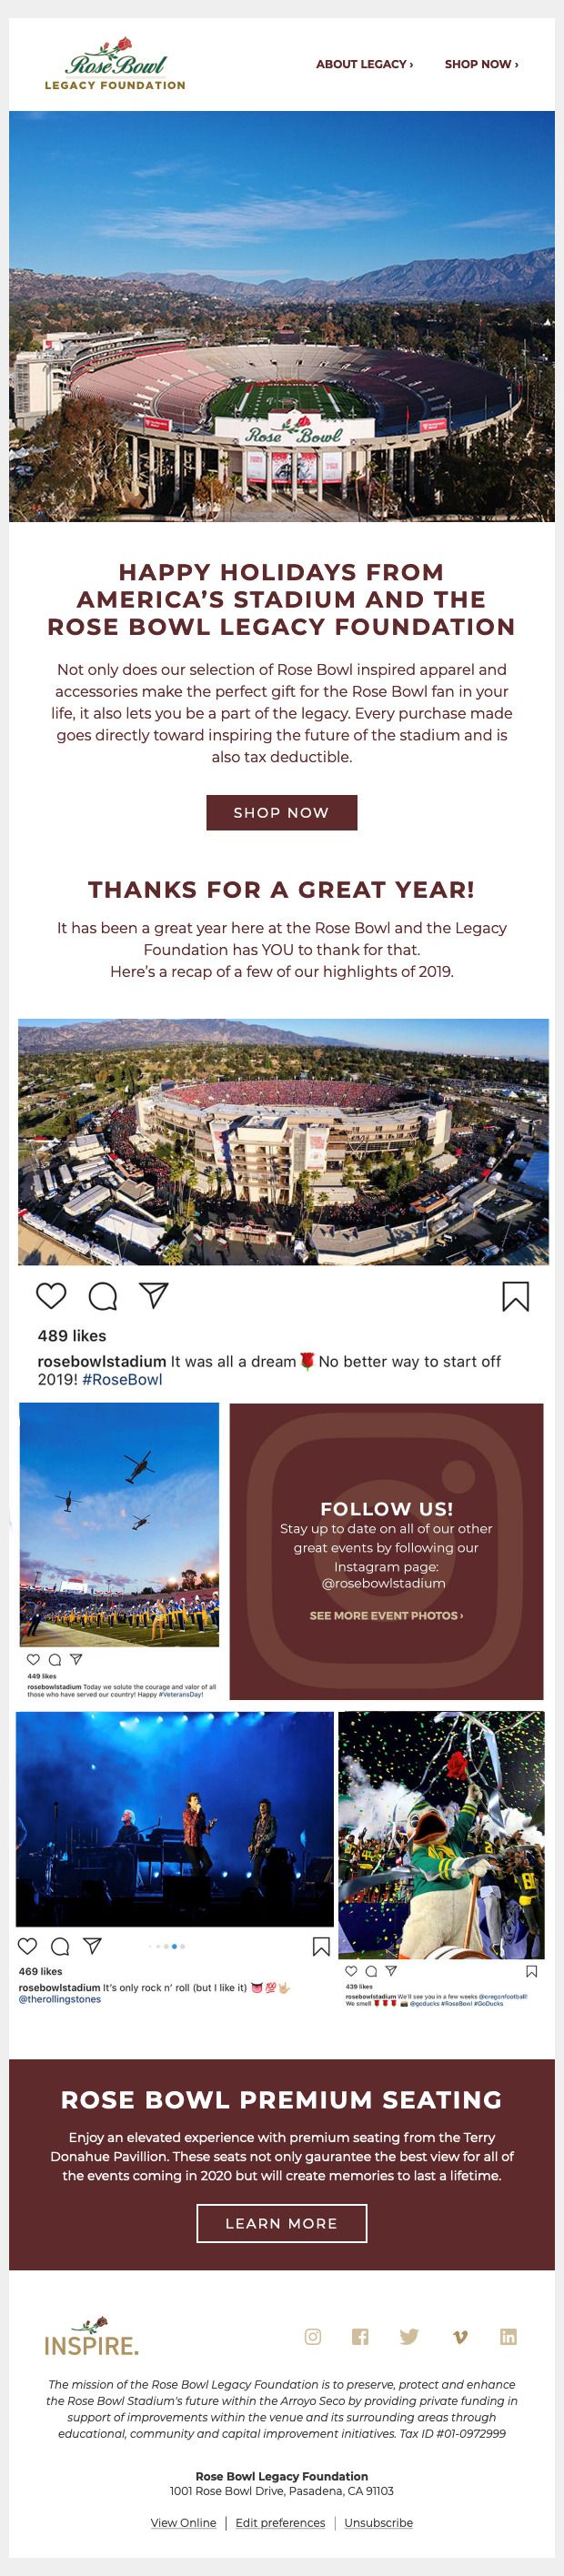 Rose Bowl
LEGACY FOUNDATION
ABOUT LEGACY ›
SHOP NOW ›
Rose Bowl
HAPPY HOLIDAYS FROM
AMERICA’S STADIUM AND THE
ROSE BOWL LEGACY FOUNDATION
Not only does our selection of Rose Bowl inspired apparel and
accessories make the perfect gift for the Rose Bowl fan in your
life, it also lets you be a part of the legacy. Every purchase made
goes directly toward inspiring the future of the stadium and is
also tax deductible.
SHOP NOW
THANKS FOR A GREAT YEAR!
It has been a great year here at the Rose Bowl and the Legacy
Foundation has YOU to thank for that.
Here’s a recap of a few of our highlights of 2019.
489 likes
rosebowlstadium It was all a dream🌹No better way to start off
2019! #RoseBowl
FOLLOW US!
Stay up to date on all of our other
great events by following our
Instagram page:
@rosebowlstadium
SEE MORE EVENT PHOTOS ›
449 likes
rosebowlstadium Today we solute the courage and valor of all
those who have served our country! Happy #VeteransDay!
469 likes
rosebowlstadium It’s only rock n’ roll (but I like it) 👅💯🤟
@therollingstones
439 likes
rosebowlstadium We'll see you in a few weeks @oregonfootball!
We smell 🌹🌹🌹 📸 @goducks #RoseBowl #GoDucks
ROSE BOWL PREMIUM SEATING
Enjoy an elevated experience with premium seating from the Terry
Donahue Pavillion. These seats not only gaurantee the best view for all of
the events coming in 2020 but will create memories to last a lifetime.
LEARN MORE
INSPIRE.
The mission of the Rose Bowl Legacy Foundation is to preserve, protect and enhance
the Rose Bowl Stadium's future within the Arroyo Seco by providing private funding in
support of improvements within the venue and its surrounding areas through
educational, community and capital improvement initiatives. Tax ID #01-0972999
Rose Bowl Legacy Foundation
1001 Rose Bowl Drive, Pasadena, CA 91103
View Online | Edit preferences | Unsubscribe